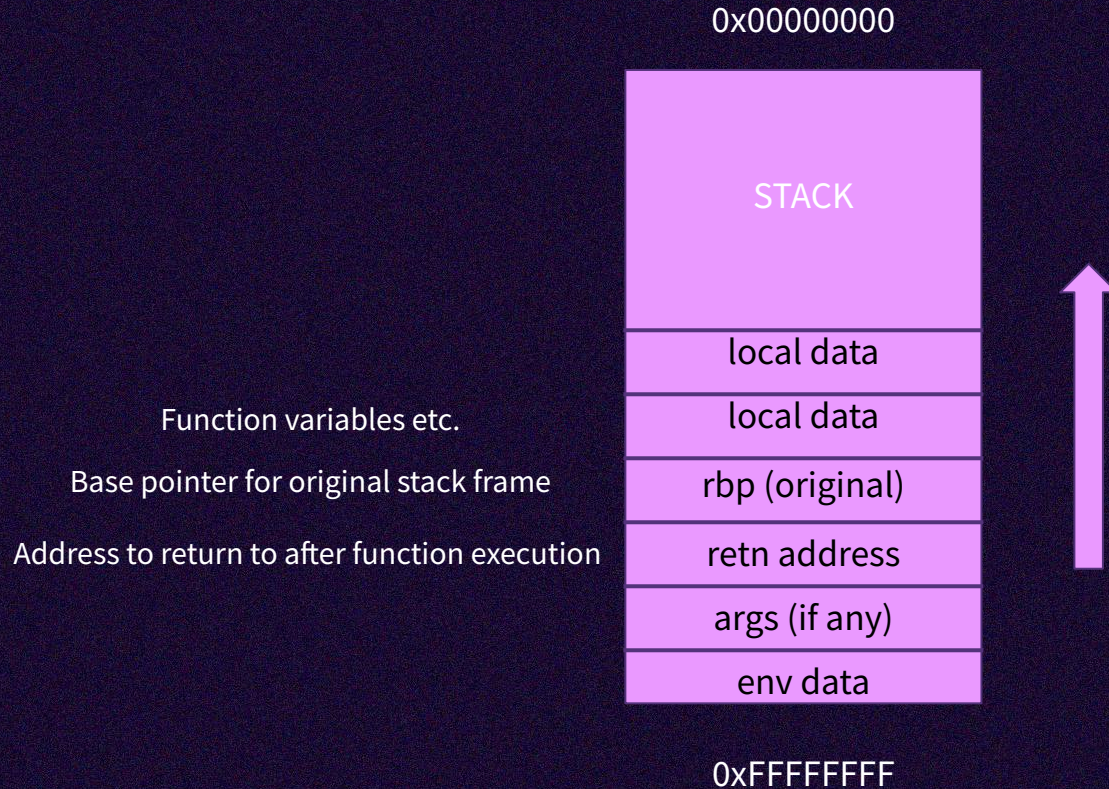 0x00000000
STACK
local data
Function variables etc.
local data
Base pointer for original stack frame
rbp (original)
Address to return to after function execution
retn address
args (if any)
env data
0xFFFFFFFF